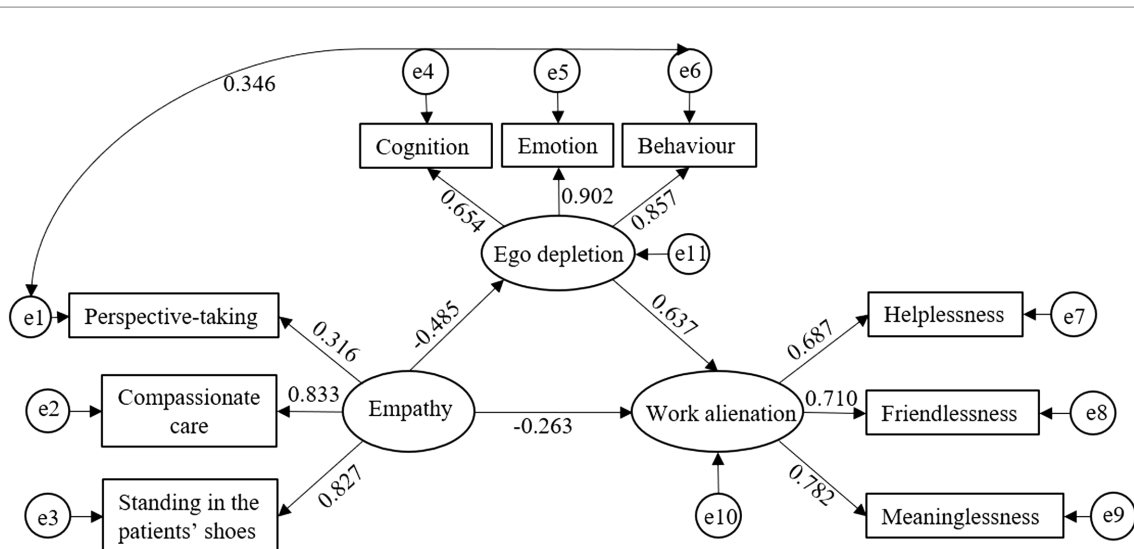 e4
e5
e6
0.346
Cognition
Emotion
Behaviour
0.654
0.902
0.857
Ego depletion
e11
e1
Perspective-taking
0.316
-0.485
0.637
0.687
Helplessness
e7
e2
Compassionate
care
0.833
Empathy
-0.263
Work alienation
0.710
Friendlessness
e8
0.827
0.782
e3
Standing in the
patients’ shoes
e10
Meaninglessness
e9